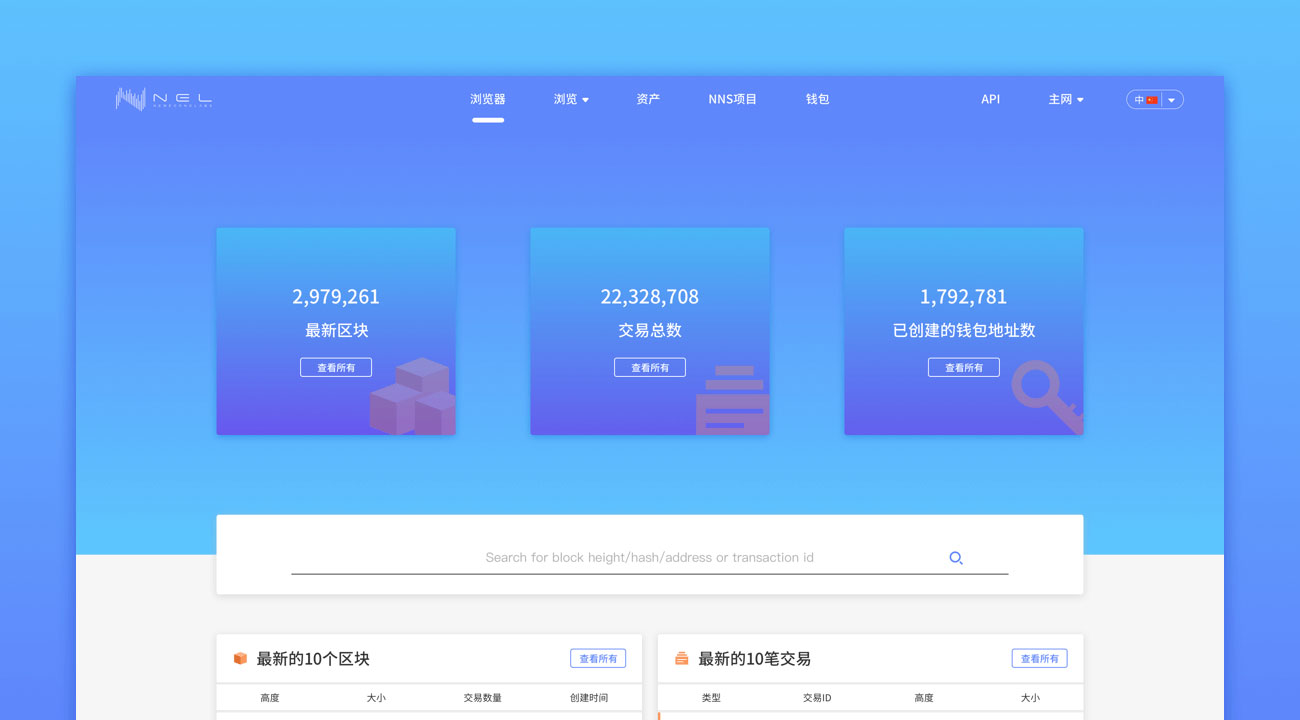 NEL
浏览器 浏览 资产 NNS项目 钱包 API 主网 中
2,979,261
最新区块
查看所有
22,328,708
交易总数
查看所有
1,792,781
已创建的钱包地址数
查看所有
Search for block height/hash/address or transaction id
最新的10个区块 查看所有
高度 大小 交易数量 创建时间
最新的10笔交易 查看所有
类型 交易ID 高度 大小